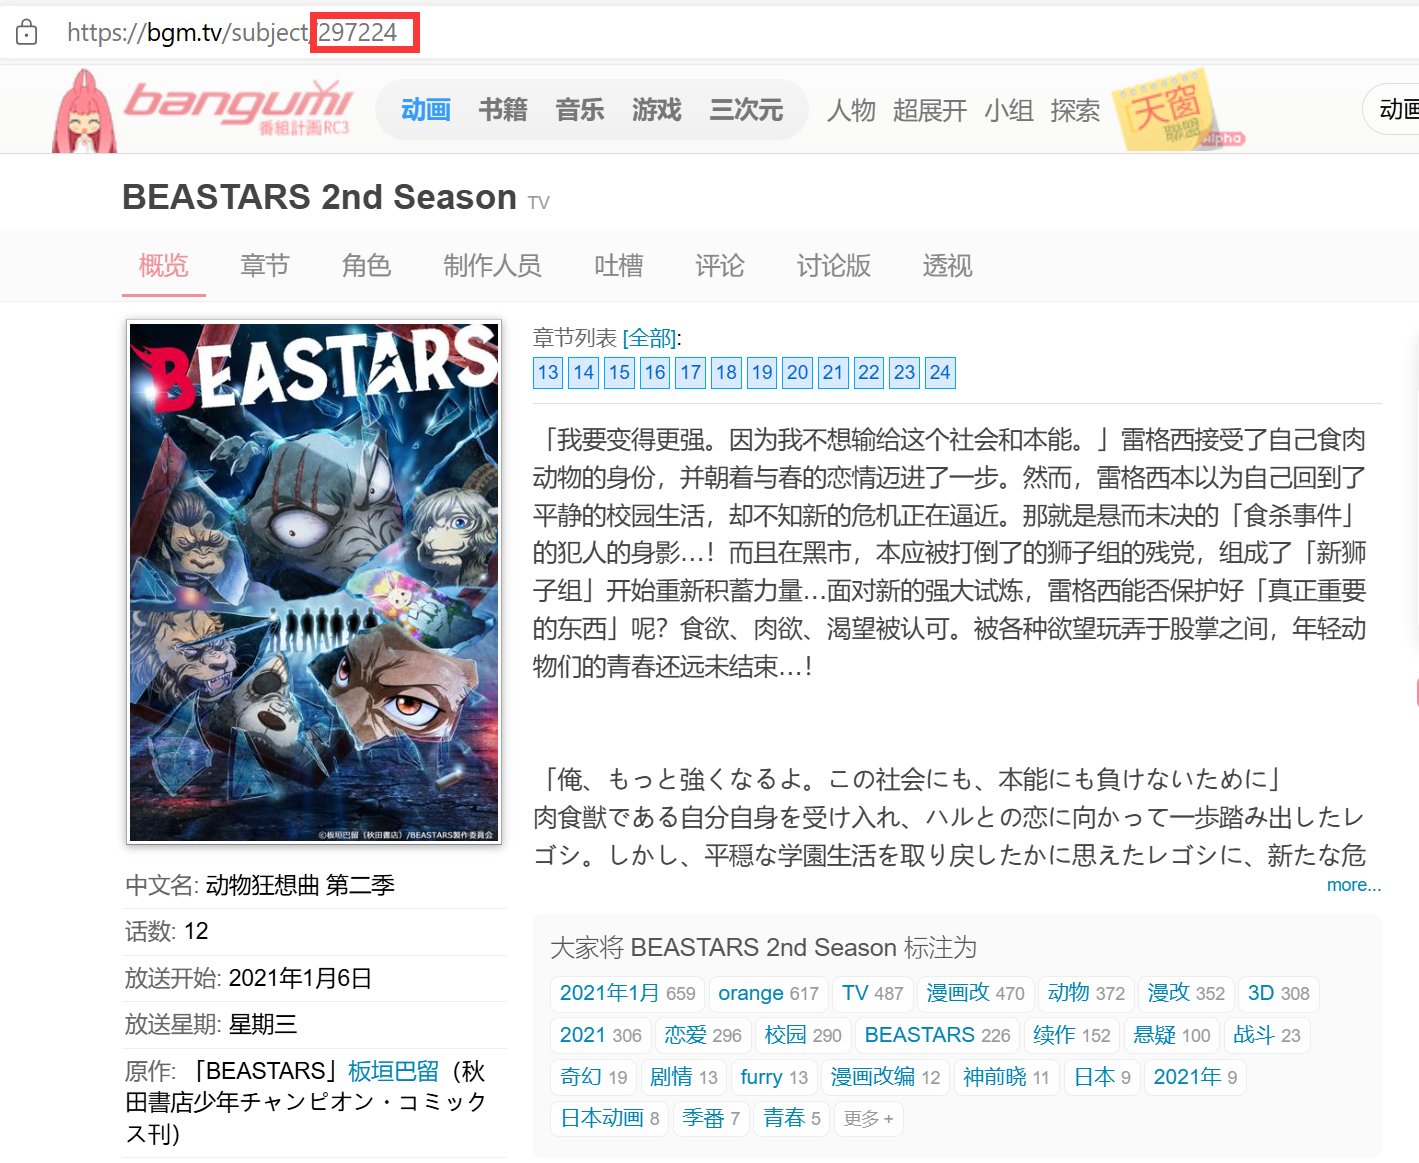 https://bgm.tv/subject/297224
bangumi
番組計画RC3
动画 书籍 音乐 游戏 三次元 人物 超展开 小组 探索
天窗
聯盟
Alpha
动画
BEASTARS 2nd Season TV
概览 章节 角色 制作人员 吐槽 评论 讨论版 透视
BEASTARS
©板垣巴留（秋田書店）/BEASTARS製作委員会
中文名: 动物狂想曲 第二季
话数: 12
放送开始: 2021年1月6日
放送星期: 星期三
原作: 「BEASTARS」板垣巴留（秋
田書店少年チャンピオン・コミック
ス刊）
章节列表 [全部]:
13 14 15 16 17 18 19 20 21 22 23 24
「我要变得更强。因为我不想输给这个社会和本能。」雷格西接受了自己食肉
动物的身份，并朝着与春的恋情迈进了一步。然而，雷格西本以为自己回到了
平静的校园生活，却不知新的危机正在逼近。那就是悬而未决的「食杀事件」
的犯人的身影…！而且在黑市，本应被打倒了的狮子组的残党，组成了「新狮
子组」开始重新积蓄力量…面对新的强大试炼，雷格西能否保护好「真正重要
的东西」呢？食欲、肉欲、渴望被认可。被各种欲望玩弄于股掌之间，年轻动
物们的青春还远未结束…！
「俺、もっと強くなるよ。この社会にも、本能にも負けないために」
肉食獣である自分自身を受け入れ、ハルとの恋に向かって一歩踏み出したレ
ゴシ。しかし、平穏な学園生活を取り戻したかに思えたレゴシに、新たな危
more...
大家将 BEASTARS 2nd Season 标注为
2021年1月 659 orange 617 TV 487 漫画改 470 动物 372 漫改 352 3D 308
2021 306 恋爱 296 校园 290 BEASTARS 226 续作 152 悬疑 100 战斗 23
奇幻 19 剧情 13 furry 13 漫画改编 12 神前晓 11 日本 9 2021年 9
日本动画 8 季番 7 青春 5 更多 +